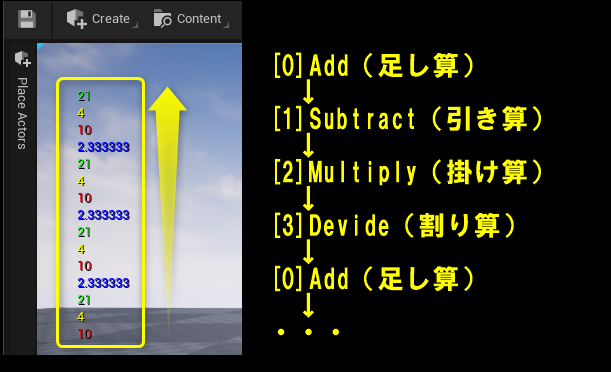 Create
Content
Place Actors
21
4
10
2.333333
21
4
10
2.333333
21
4
10
2.333333
21
4
10
[0]Add（足し算）
↓
[1]Subtract（引き算）
↓
[2]Multiply（掛け算）
↓
[3]Devide（割り算）
↓
[0]Add（足し算）
↓
・・・